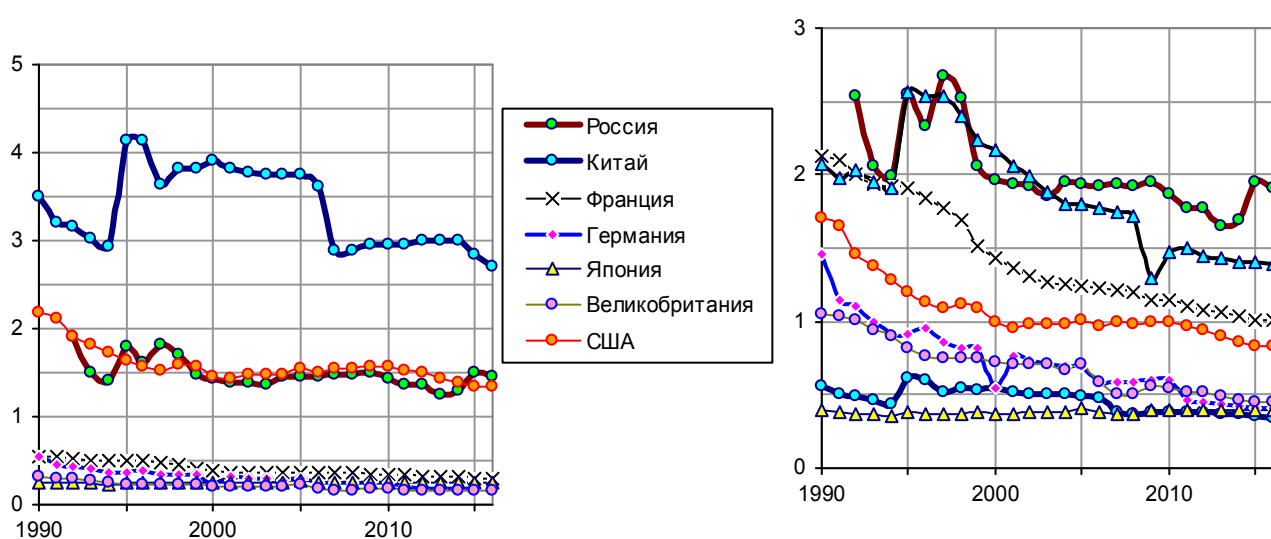 5
4
3
2
1
0
1990
2000
2010
Россия
Китай
Франция
Германия
Япония
Великобритания
США
3
2
1
0
1990
2000
2010